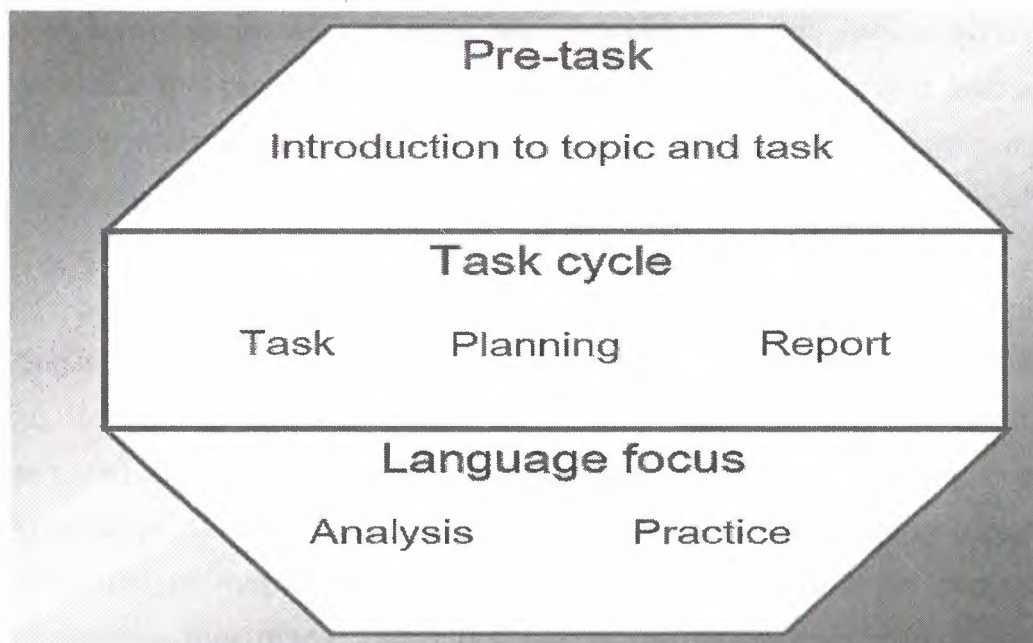 Pre-task
Introduction to topic and task
Task cycle
Task Planning Report
Language focus
Analysis Practice